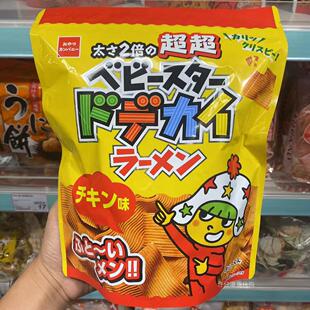 おやつカンパニー
太さ2倍の超超
カリッ
クリスピッ!
ベビースター
ドデカイ
ラーメン
チキン味
ふと〜い
メン!!